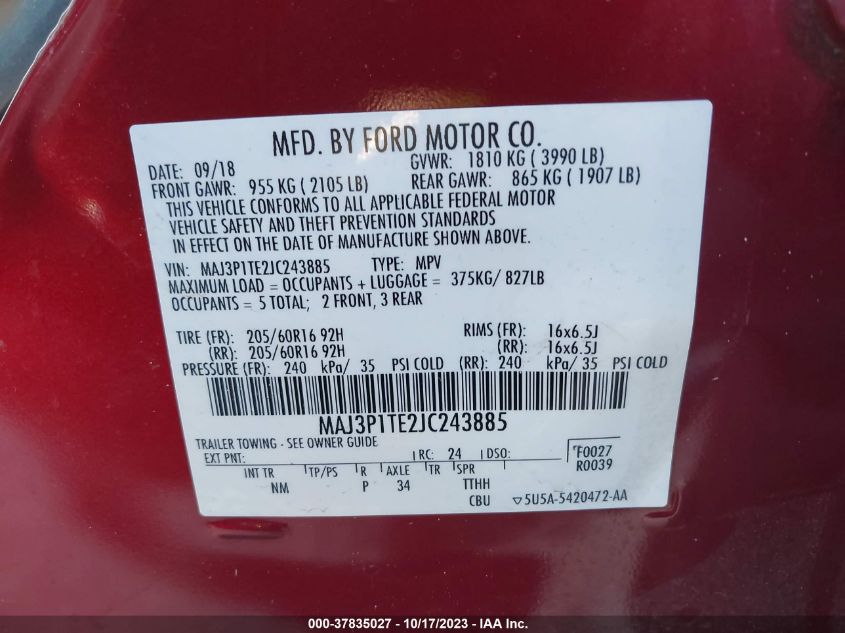 MFD. BY FORD MOTOR CO.
DATE: 09/18 GVWR: 1810 KG ( 3990 LB)
FRONT GAWR: 955 KG ( 2105 LB) REAR GAWR: 865 KG ( 1907 LB)
THIS VEHICLE CONFORMS TO ALL APPLICABLE FEDERAL MOTOR
VEHICLE SAFETY AND THEFT PREVENTION STANDARDS
IN EFFECT ON THE DATE OF MANUFACTURE SHOWN ABOVE.
VIN: MAJ3P1TE2JC243885 TYPE: MPV
MAXIMUM LOAD = OCCUPANTS + LUGGAGE = 375KG/ 827LB
OCCUPANTS = 5 TOTAL; 2 FRONT, 3 REAR
TIRE (FR): 205/60R16 92H RIMS (FR): 16x6.5J
(RR): 205/60R16 92H (RR): 16x6.5J
PRESSURE (FR): 240 kPa/ 35 PSI COLD (RR): 240 kPa/ 35 PSI COLD
MAJ3P1TE2JC243885
TRAILER TOWING - SEE OWNER GUIDE
EXT PNT: RC: 24 DSO: F0027
R0039
INT TR TP/PS R AXLE TR SPR
NM P 34 TTHH
CBU ▽5U5A-5420472-AA
000-37835027 - 10/17/2023 - IAA Holdings, LLC.